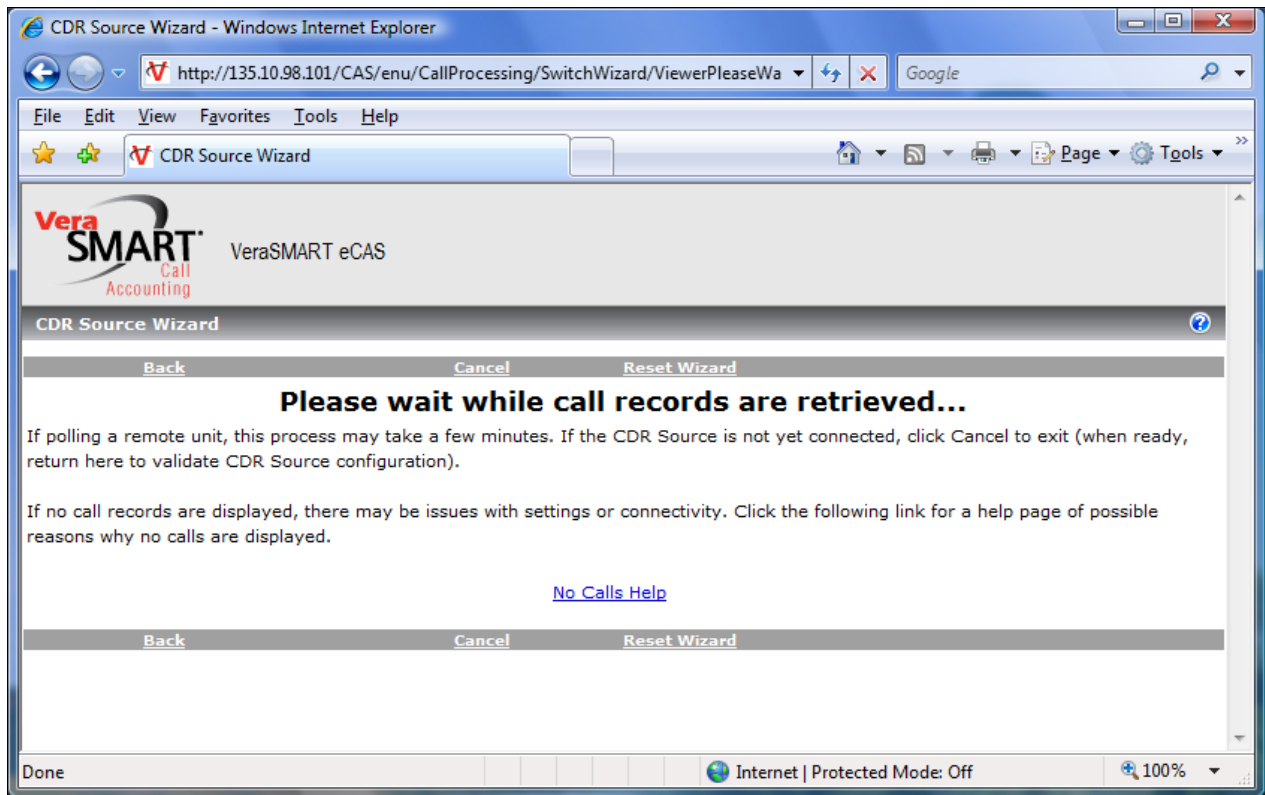 CDR Source Wizard - Windows Internet Explorer
http://135.10.98.101/CAS/enu/CallProcessing/SwitchWizard/ViewerPleaseWa
Google
File Edit View Favorites Tools Help
CDR Source Wizard
Page Tools »
Vera
SMART
Call
Accounting
VeraSMART eCAS
CDR Source Wizard
Back Cancel Reset Wizard
Please wait while call records are retrieved...
If polling a remote unit, this process may take a few minutes. If the CDR Source is not yet connected, click Cancel to exit (when ready,
return here to validate CDR Source configuration).
If no call records are displayed, there may be issues with settings or connectivity. Click the following link for a help page of possible
reasons why no calls are displayed.
No Calls Help
Back Cancel Reset Wizard
Done
Internet | Protected Mode: Off
100%